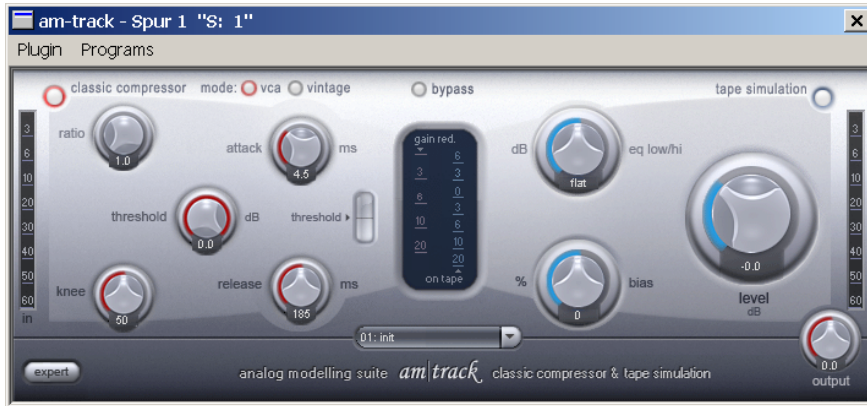 am-track - Spur 1 "S: 1"
Plugin Programs
classic compressor mode: vca vintage bypass tape simulation
ratio 1.0
attack 4.5 ms
threshold 0.0 dB
threshold
knee 50
release 185 ms
3
6
10
20
30
40
50
60
in
gain red.
3
6
10
20
6
3
0
3
6
10
20
on tape
dB flat eq low/hi
% 0 bias
-0.0
level
dB
3
6
10
20
30
40
50
60
0.0
output
01: init
expert
analog modelling suite am|track classic compressor & tape simulation